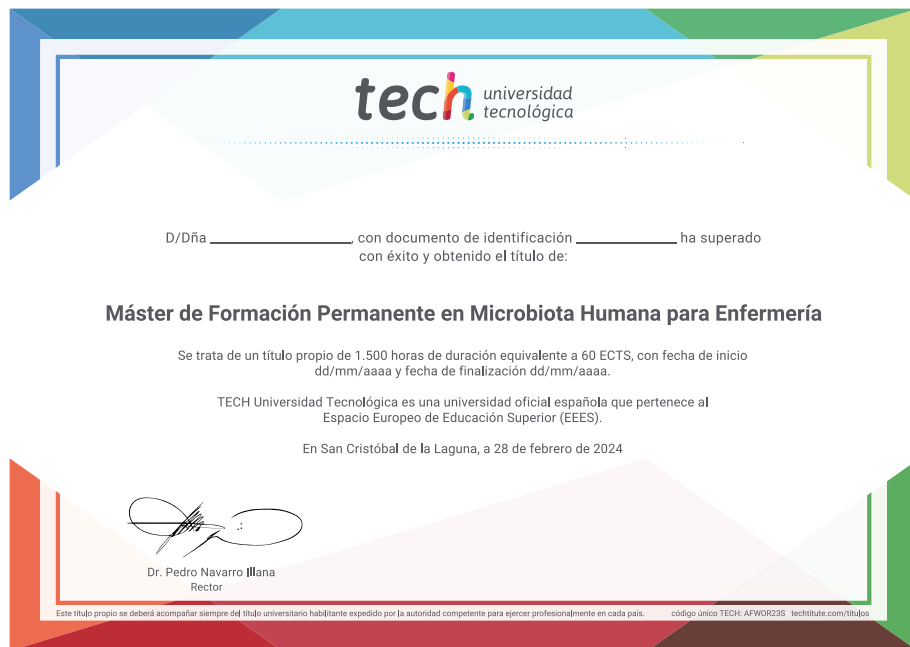 tech universidad
tecnológica
D/Dña ____________, con documento de identificación ____________ ha superado
con éxito y obtenido el título de:
Máster de Formación Permanente en Microbiota Humana para Enfermería
Se trata de un título propio de 1.500 horas de duración equivalente a 60 ECTS, con fecha de inicio
dd/mm/aaaa y fecha de finalización dd/mm/aaaa.
TECH Universidad Tecnológica es una universidad oficial española que pertenece al
Espacio Europeo de Educación Superior (EEES).
En San Cristóbal de la Laguna, a 28 de febrero de 2024
Dr. Pedro Navarro Illana
Rector
Este título propio se deberá acompañar siempre del título universitario habilitante expedido por la autoridad competente para ejercer profesionalmente en cada país. código único TECH: AFWOR23S techtitute.com/titulos